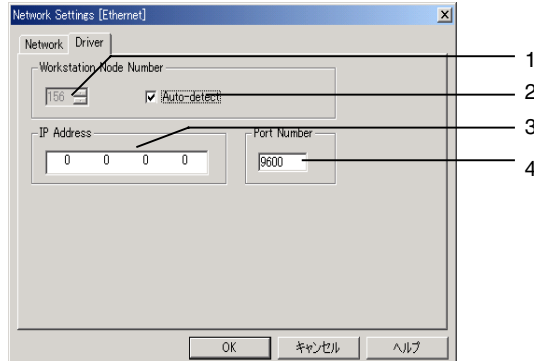 Network Settings [Ethernet]
Network Driver
Workstation Node Number
1
156 Auto-detect
2
IP Address Port Number
3
0 0 0 0 9600
4
OK キャンセル ヘルプ